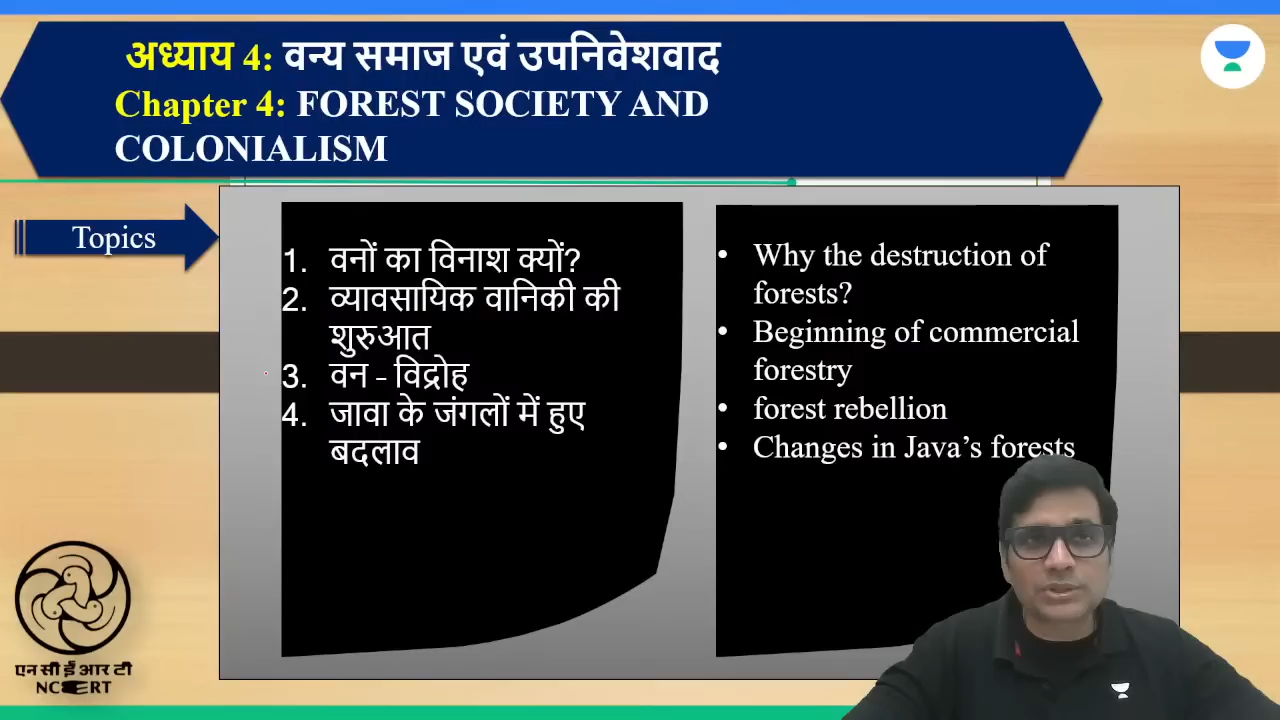 अध्याय 4: वन्य समाज एवं उपनिवेशवाद
Chapter 4: FOREST SOCIETY AND
COLONIALISM
Topics
1. वनों का विनाश क्यों?
2. व्यावसायिक वानिकी की
शुरुआत
3. वन – विद्रोह
4. जावा के जंगलों में हुए
बदलाव
• Why the destruction of
forests?
• Beginning of commercial
forestry
• forest rebellion
• Changes in Java’s forests
एन सी ई आर टी
NCERT